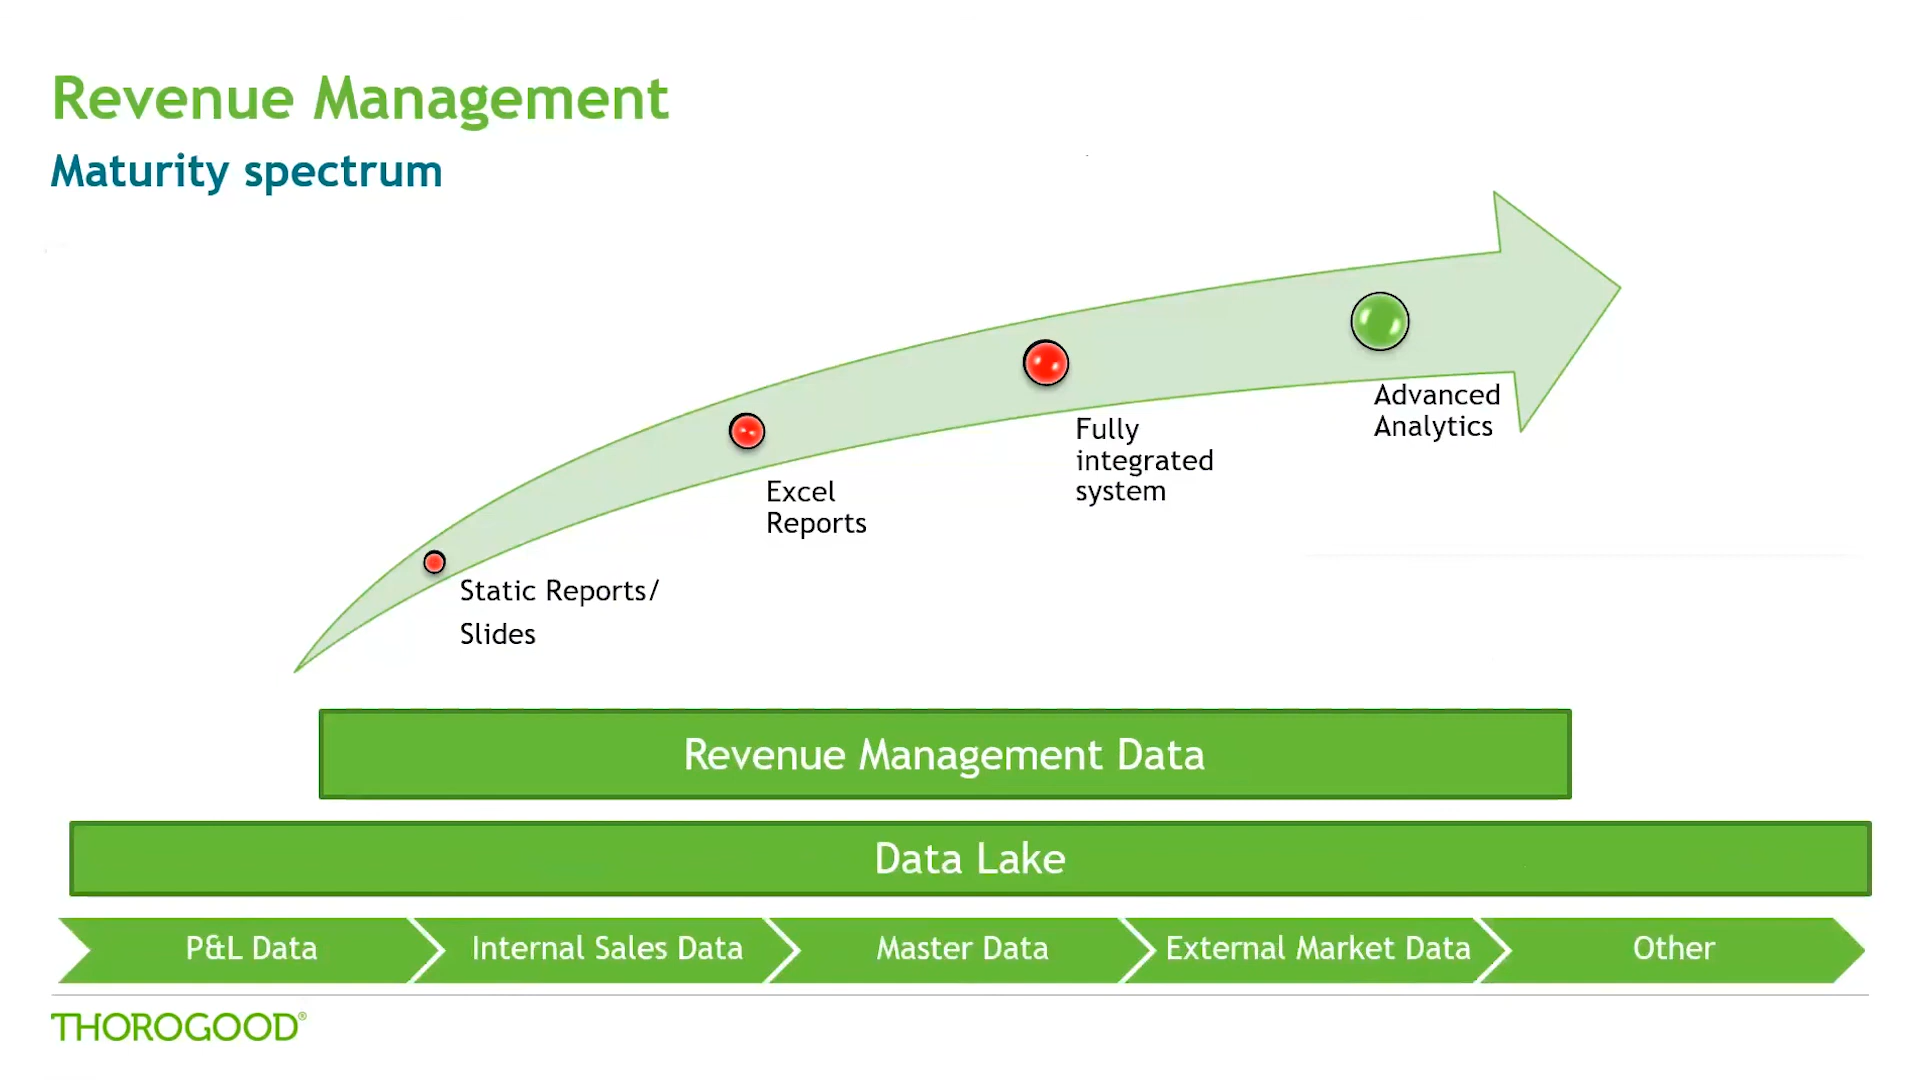 Revenue Management
Maturity spectrum
Advanced
Analytics
Fully
integrated
system
Excel
Reports
Static Reports/
Slides
Revenue Management Data
Data Lake
P&L Data
Internal Sales Data
Master Data
External Market Data
Other
THOROGOOD®